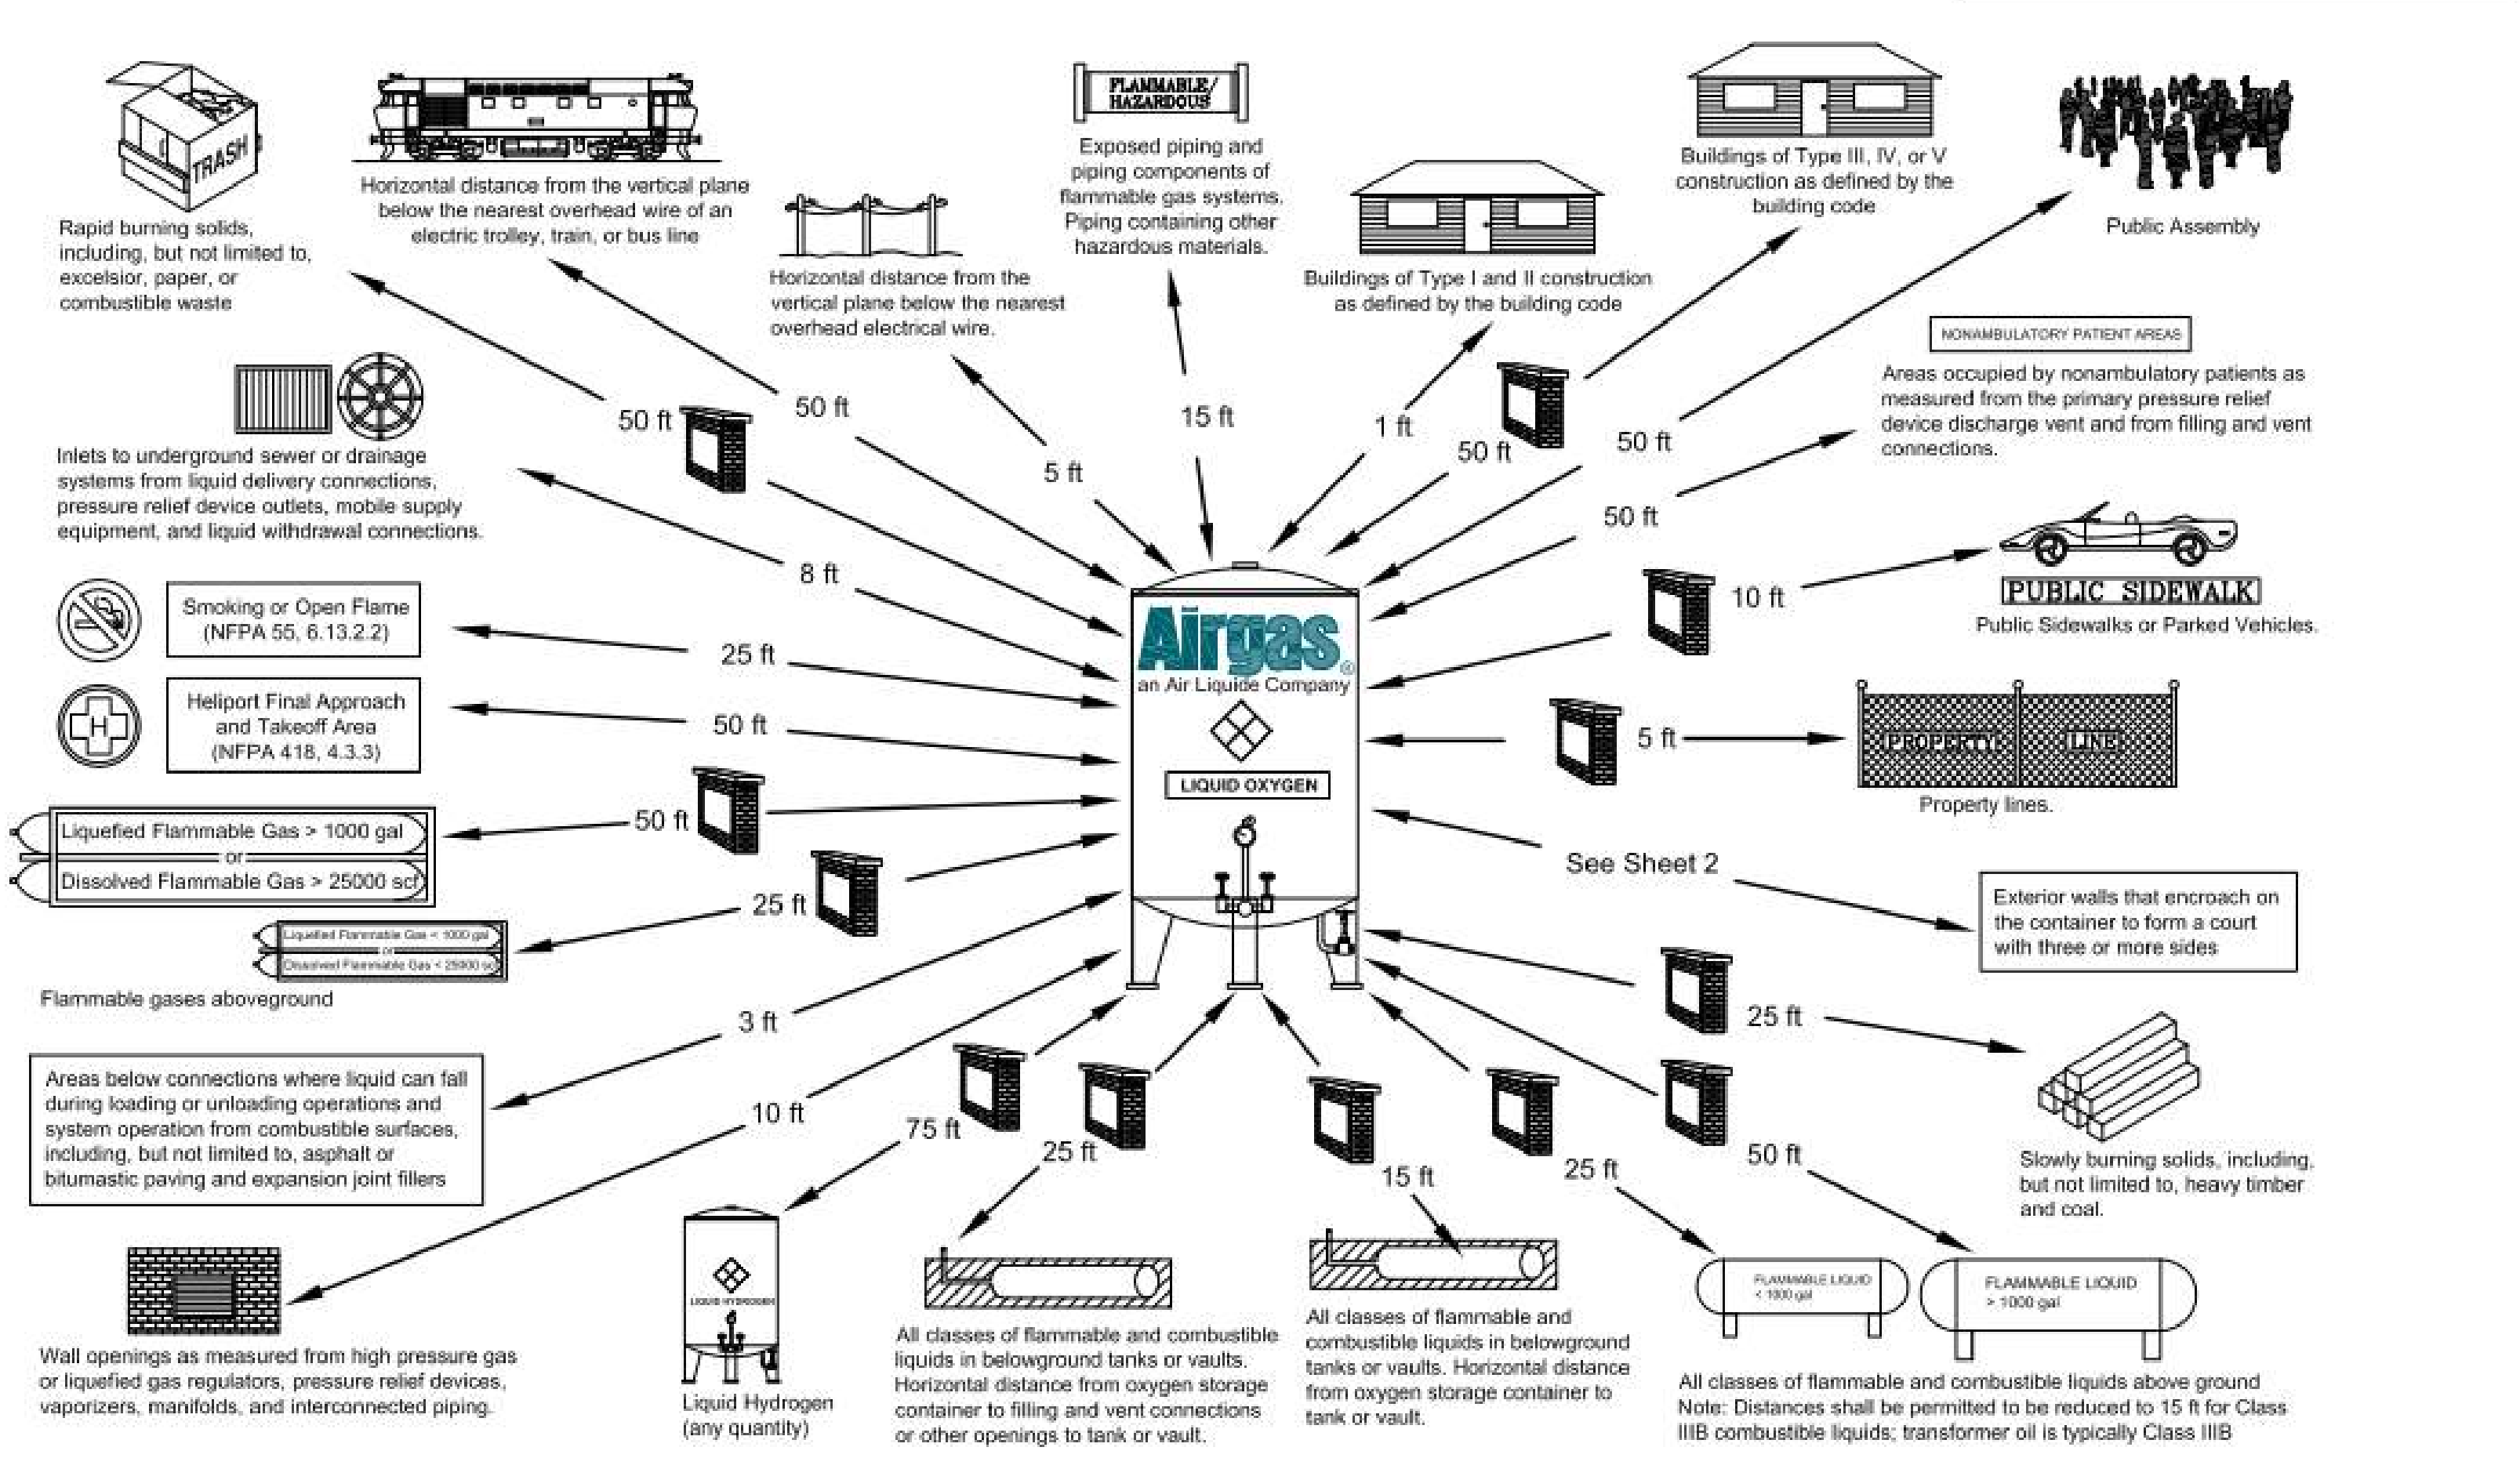 TRASH
Rapid burning solids,
including, but not limited to,
excelsior, paper, or
combustible waste
Horizontal distance from the vertical plane
below the nearest overhead wire of an
electric trolley, train, or bus line
Horizontal distance from the
vertical plane below the nearest
overhead electrical wire.
FLAMMABLE/
HAZARDOUS
Exposed piping and
piping components of
flammable gas systems.
Piping containing other
hazardous materials.
Buildings of Type I and II construction
as defined by the building code
Buildings of Type III, IV, or V
construction as defined by the
building code
Public Assembly
NONAMBULATORY PATIENT AREAS
Areas occupied by nonambulatory patients as
measured from the primary pressure relief
device discharge vent and from filling and vent
connections.
50 ft
50 ft
5 ft
15 ft
1 ft
50 ft
50 ft
50 ft
Inlets to underground sewer or drainage
systems from liquid delivery connections,
pressure relief device outlets, mobile supply
equipment, and liquid withdrawal connections.
8 ft
10 ft
PUBLIC SIDEWALK
Public Sidewalks or Parked Vehicles.
Smoking or Open Flame
(NFPA 55, 6.13.2.2)
25 ft
Airgas®
an Air Liquide Company
LIQUID OXYGEN
H
Heliport Final Approach
and Takeoff Area
(NFPA 418, 4.3.3)
50 ft
5 ft
PROPERTY LINE
Property lines.
Liquefied Flammable Gas > 1000 gal
or
Dissolved Flammable Gas > 25000 scf
50 ft
See Sheet 2
Exterior walls that encroach on
the container to form a court
with three or more sides
Liquefied Flammable Gas < 1000 gal
or
Dissolved Flammable Gas < 25000 scf
25 ft
Flammable gases aboveground
3 ft
25 ft
Areas below connections where liquid can fall
during loading or unloading operations and
system operation from combustible surfaces,
including, but not limited to, asphalt or
bitumastic paving and expansion joint fillers
10 ft
75 ft
25 ft
15 ft
25 ft
50 ft
Slowly burning solids, including,
but not limited to, heavy timber
and coal.
Wall openings as measured from high pressure gas
or liquefied gas regulators, pressure relief devices,
vaporizers, manifolds, and interconnected piping.
LIQUID HYDROGEN
Liquid Hydrogen
(any quantity)
All classes of flammable and combustible
liquids in belowground tanks or vaults.
Horizontal distance from oxygen storage
container to filling and vent connections
or other openings to tank or vault.
All classes of flammable and
combustible liquids in belowground
tanks or vaults. Horizontal distance
from oxygen storage container to
tank or vault.
FLAMMABLE LIQUID
< 1000 gal
FLAMMABLE LIQUID
> 1000 gal
All classes of flammable and combustible liquids above ground
Note: Distances shall be permitted to be reduced to 15 ft for Class
IIIB combustible liquids; transformer oil is typically Class IIIB